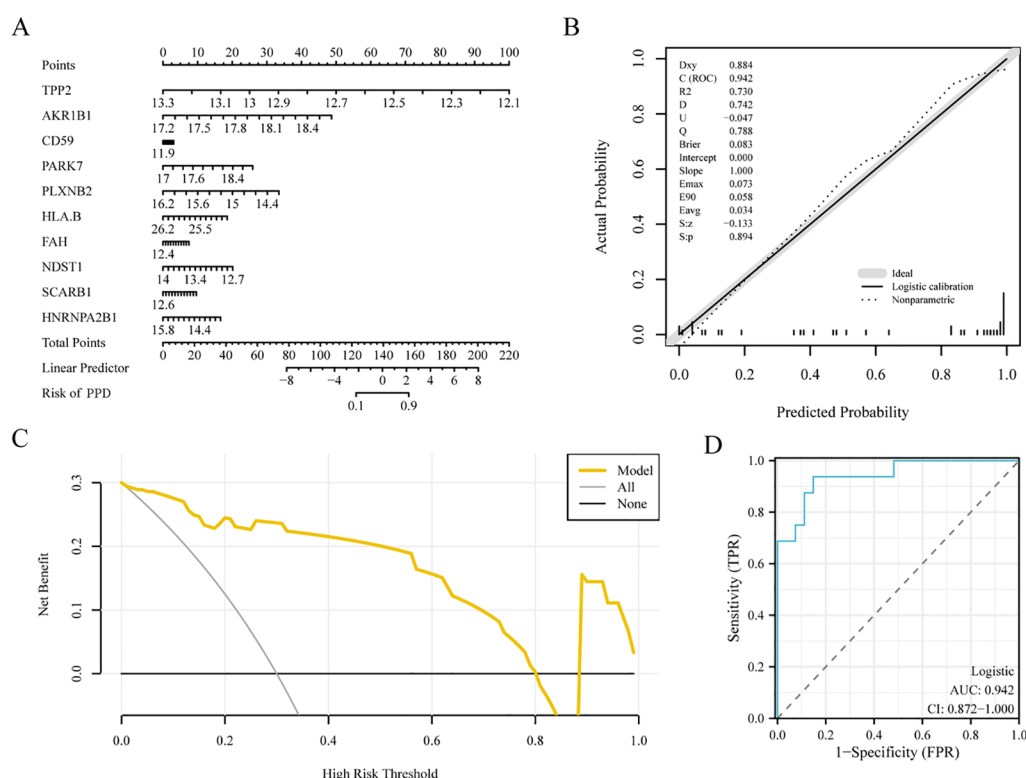 A
Points
0 10 20 30 40 50 60 70 80 90 100
TPP2
13.3 13.1 13 12.9 12.7 12.5 12.3 12.1
AKR1B1
17.2 17.5 17.8 18.1 18.4
CD59
11.9
PARK7
17 17.6 18.4
PLXNB2
16.2 15.6 15 14.4
HLA.B
26.2 25.5
FAH
12.4
NDST1
14 13.4 12.7
SCARB1
12.6
HNRNPA2B1
15.8 14.4
Total Points
0 20 40 60 80 100 120 140 160 180 200 220
Linear Predictor
−8 −4 0 2 4 6 8
Risk of PPD
0.1 0.9
B
Dxy 0.884
C (ROC) 0.942
R2 0.730
D 0.742
U −0.047
Q 0.788
Brier 0.083
Intercept 0.000
Slope 1.000
Emax 0.073
E90 0.058
Eavg 0.034
S:z −0.133
S:p 0.894
Ideal
Logistic calibration
Nonparametric
Actual Probability
1.0
0.8
0.6
0.4
0.2
0.0
0.0 0.2 0.4 0.6 0.8 1.0
Predicted Probability
C
Model
All
None
Net Benefit
0.3
0.2
0.1
0.0
0.0 0.2 0.4 0.6 0.8 1.0
High Risk Threshold
D
Sensitivity (TPR)
1.0
0.8
0.6
0.4
0.2
0.0
Logistic
AUC: 0.942
CI: 0.872−1.000
0.0 0.2 0.4 0.6 0.8 1.0
1−Specificity (FPR)